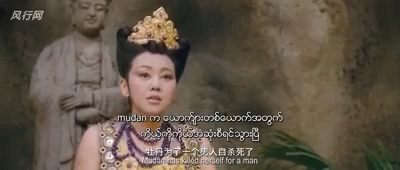 风行网
mudan က ယောက်ျားတစ်ယောက်အတွက်
ကိုယ့်ကိုကိုယ်အဆုံးစီရင်သွားပြီ
牡丹为了一个男人自杀死了
Mudan has killed herself for a man